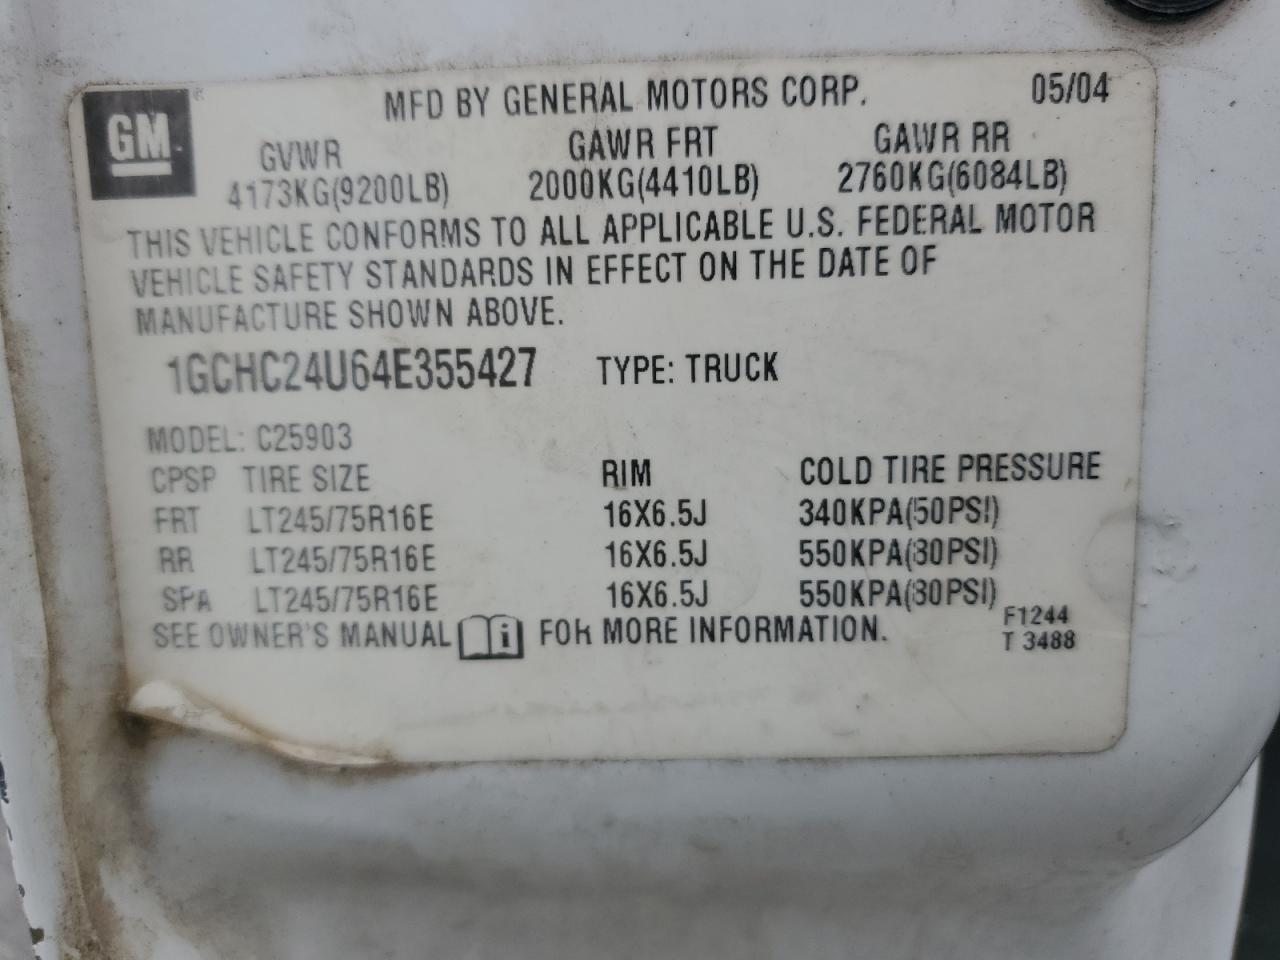 GM
MFD BY GENERAL MOTORS CORP. 05/04
GVWR GAWR FRT GAWR RR
4173KG(9200LB) 2000KG(4410LB) 2760KG(6084LB)
THIS VEHICLE CONFORMS TO ALL APPLICABLE U.S. FEDERAL MOTOR
VEHICLE SAFETY STANDARDS IN EFFECT ON THE DATE OF
MANUFACTURE SHOWN ABOVE.
1GCHC24U64E355427 TYPE: TRUCK
MODEL: C25903
CPSP TIRE SIZE RIM COLD TIRE PRESSURE
FRT LT245/75R16E 16X6.5J 340KPA(50PSI)
RR LT245/75R16E 16X6.5J 550KPA(80PSI)
SPA LT245/75R16E 16X6.5J 550KPA(80PSI)
SEE OWNER'S MANUAL i FOR MORE INFORMATION.
F1244
T 3488